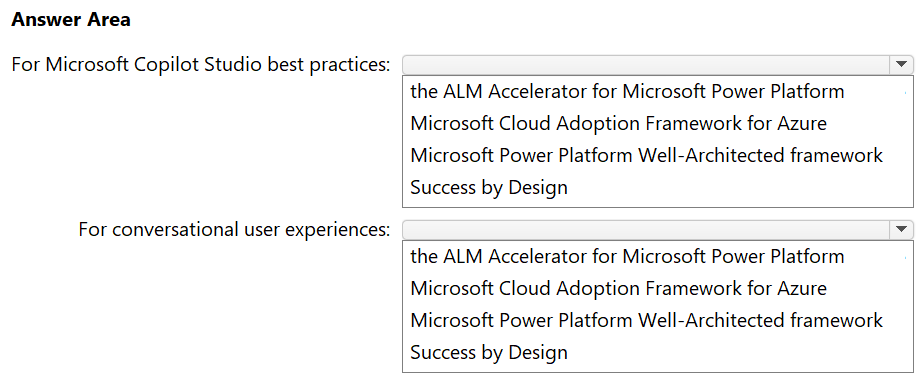 Answer Area
For Microsoft Copilot Studio best practices:
the ALM Accelerator for Microsoft Power Platform
Microsoft Cloud Adoption Framework for Azure
Microsoft Power Platform Well-Architected framework
Success by Design
For conversational user experiences:
the ALM Accelerator for Microsoft Power Platform
Microsoft Cloud Adoption Framework for Azure
Microsoft Power Platform Well-Architected framework
Success by Design